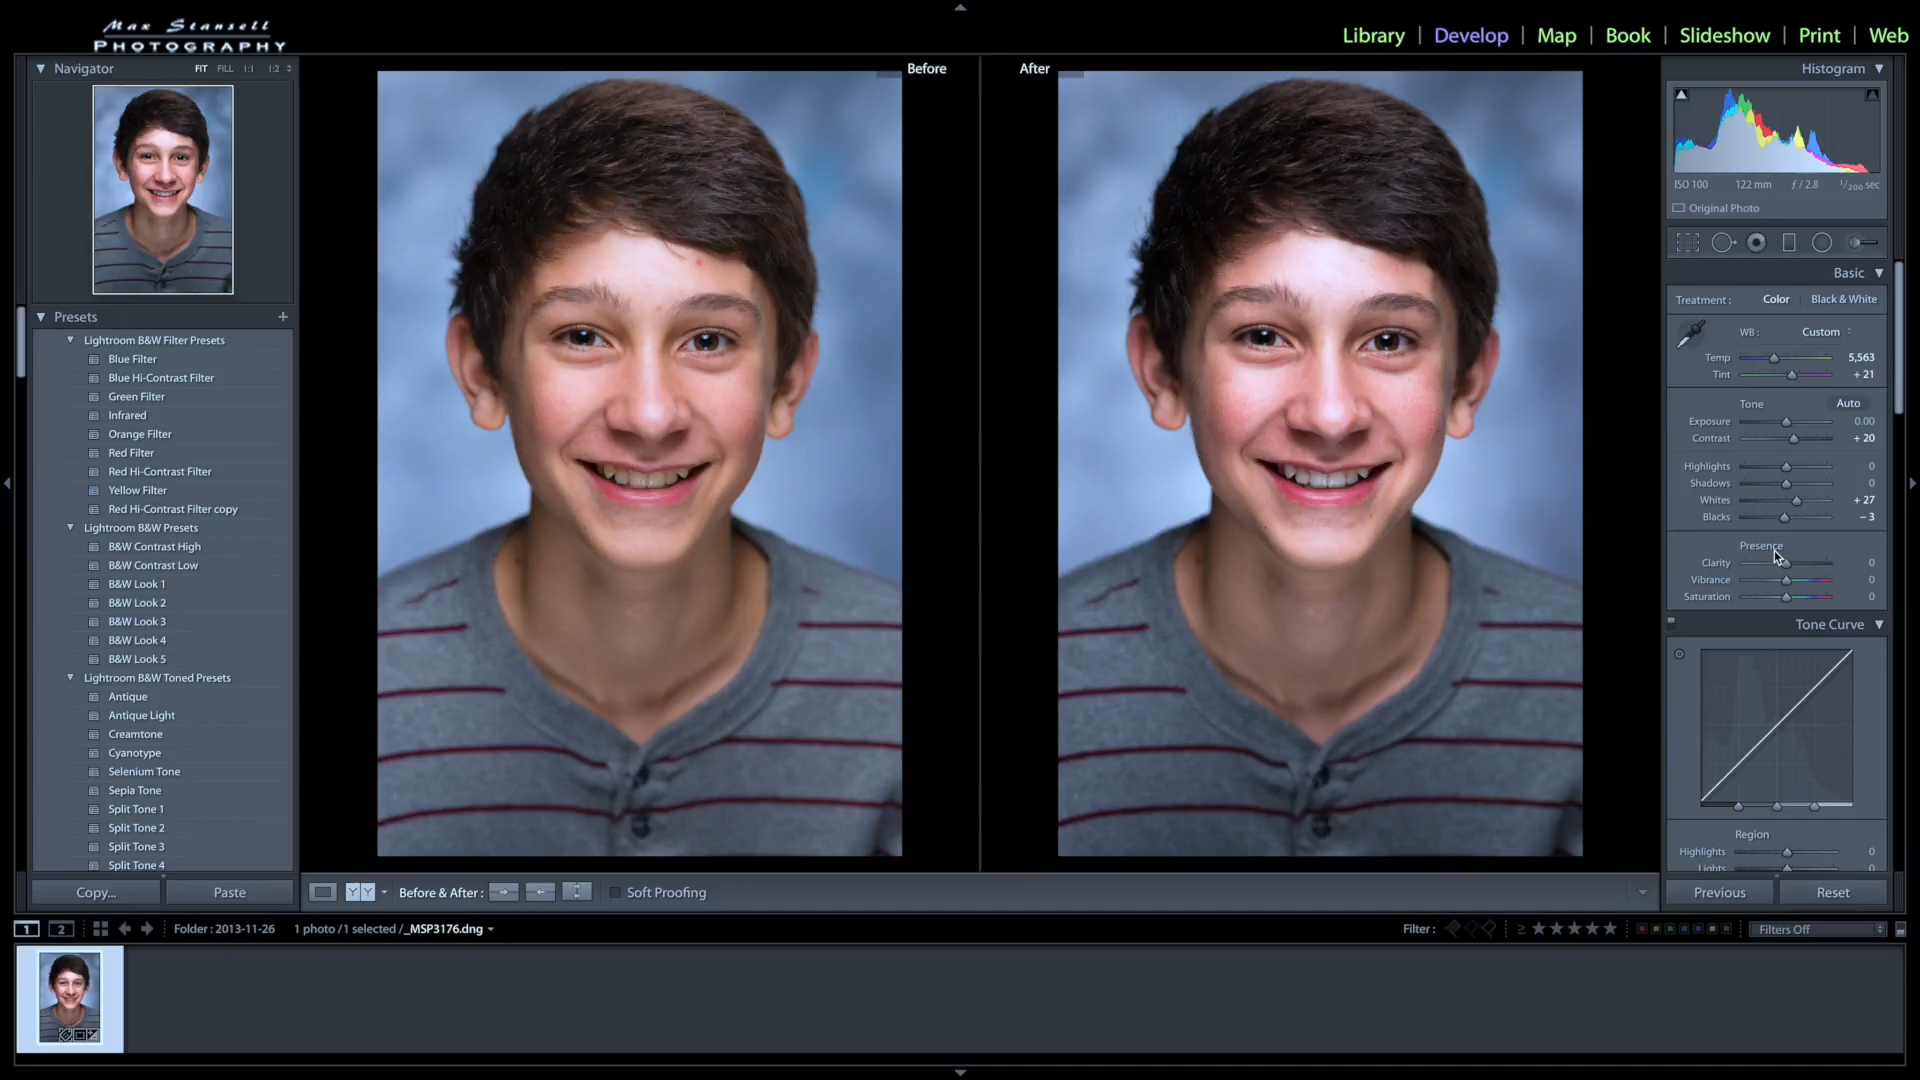 Max Stansell
PHOTOGRAPHY
Library | Develop | Map | Book | Slideshow | Print | Web
Navigator FIT FILL 1:1 1:2
Before
After
Histogram
ISO 100 122 mm ƒ / 2.8 1/200 sec
Original Photo
Presets +
Lightroom B&W Filter Presets
Blue Filter
Blue Hi-Contrast Filter
Green Filter
Infrared
Orange Filter
Red Filter
Red Hi-Contrast Filter
Yellow Filter
Red Hi-Contrast Filter copy
Lightroom B&W Presets
B&W Contrast High
B&W Contrast Low
B&W Look 1
B&W Look 2
B&W Look 3
B&W Look 4
B&W Look 5
Lightroom B&W Toned Presets
Antique
Antique Light
Creamtone
Cyanotype
Selenium Tone
Sepia Tone
Split Tone 1
Split Tone 2
Split Tone 3
Split Tone 4
Copy... Paste
Basic
Treatment : Color | Black & White
WB : Custom
Temp 5,563
Tint + 21
Tone Auto
Exposure 0.00
Contrast + 20
Highlights 0
Shadows 0
Whites + 27
Blacks − 3
Presence
Clarity 0
Vibrance 0
Saturation 0
Tone Curve
Region
Highlights 0
Lights 0
Previous Reset
Before & After : Soft Proofing
1 2 Folder : 2013-11-26 1 photo / 1 selected / _MSP3176.dng
Filter : ≥ Filters Off